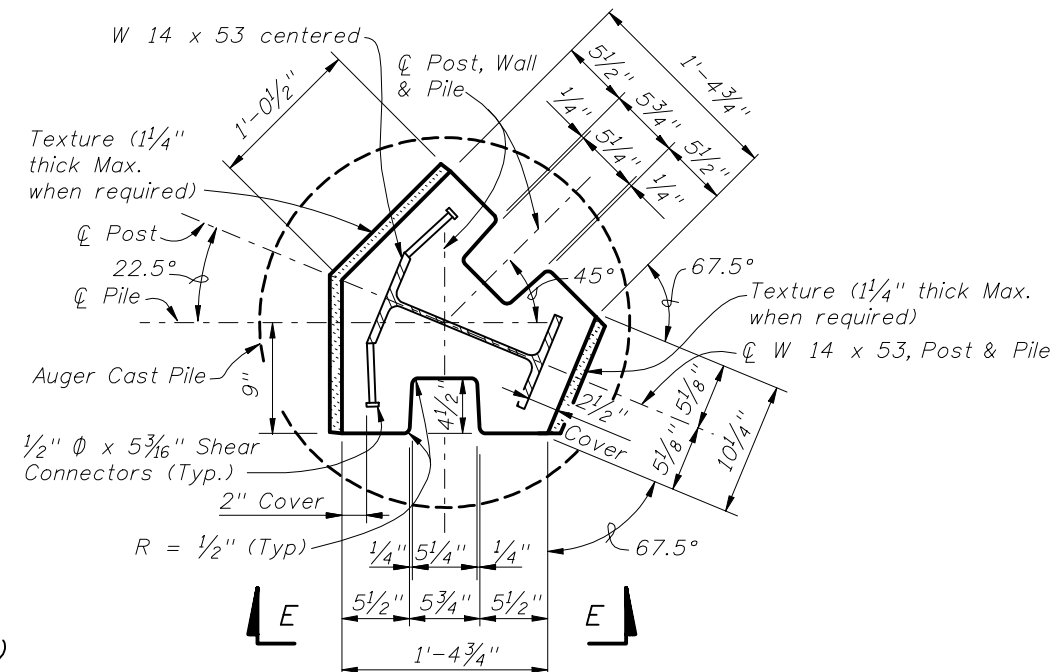 W 14 x 53 centered
℄ Post, Wall
& Pile
1'-0½"
5½"
1'-4¾"
5¾"
5½"
¼"
5¼"
¼"
Texture (1¼"
thick Max.
when required)
℄ Post
22.5°
℄ Pile
45°
67.5°
Texture (1¼" thick Max.
when required)
℄ W 14 x 53, Post & Pile
Auger Cast Pile
9"
4½"
2½"
Cover
5⅛"
5⅛"
10¼"
½" Φ x 5³⁄₁₆" Shear
Connectors (Typ.)
2" Cover
R = ½" (Typ)
67.5°
¼" 5¼" ¼"
5½" 5¾" 5½"
E E
1'-4¾"
)